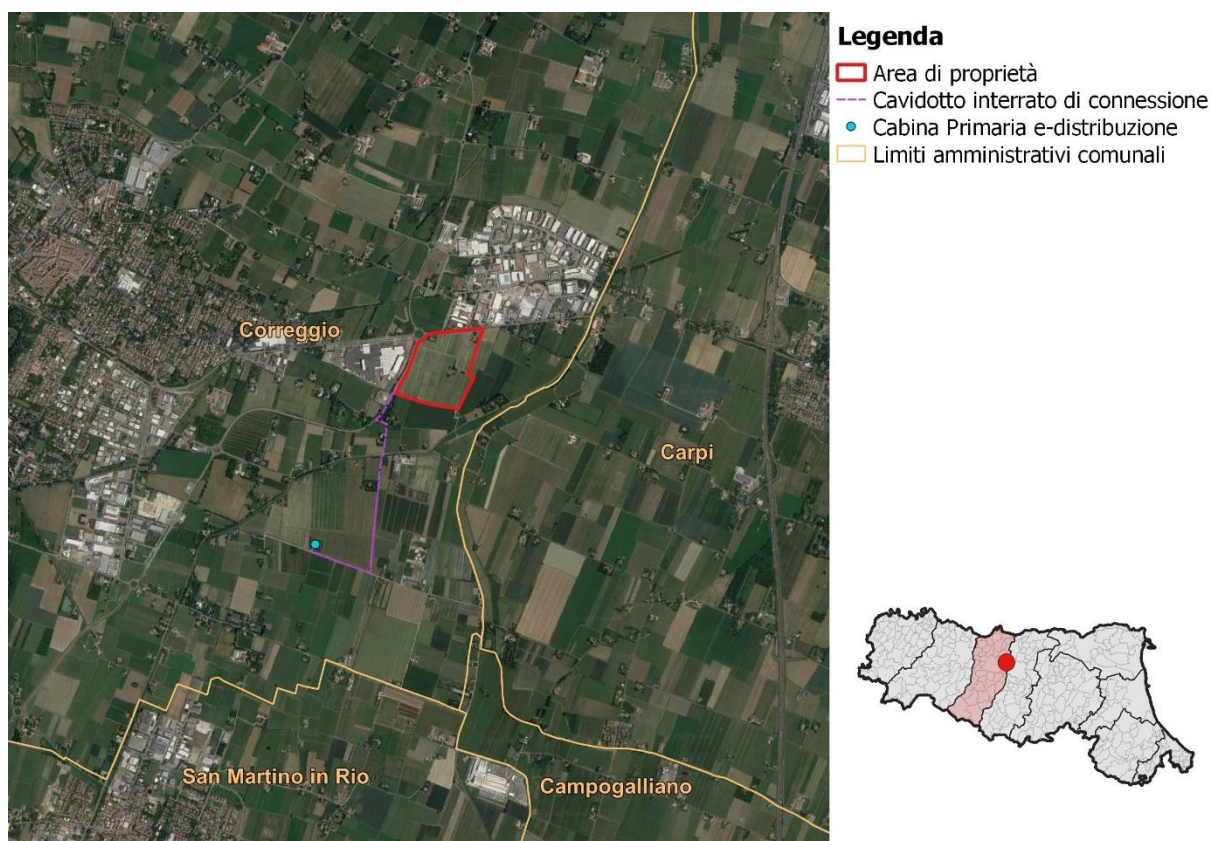 Legenda
Area di proprietà
Cavidotto interrato di connessione
Cabina Primaria e-distribuzione
Limiti amministrativi comunali
Correggio
Carpi
San Martino in Rio
Campogalliano